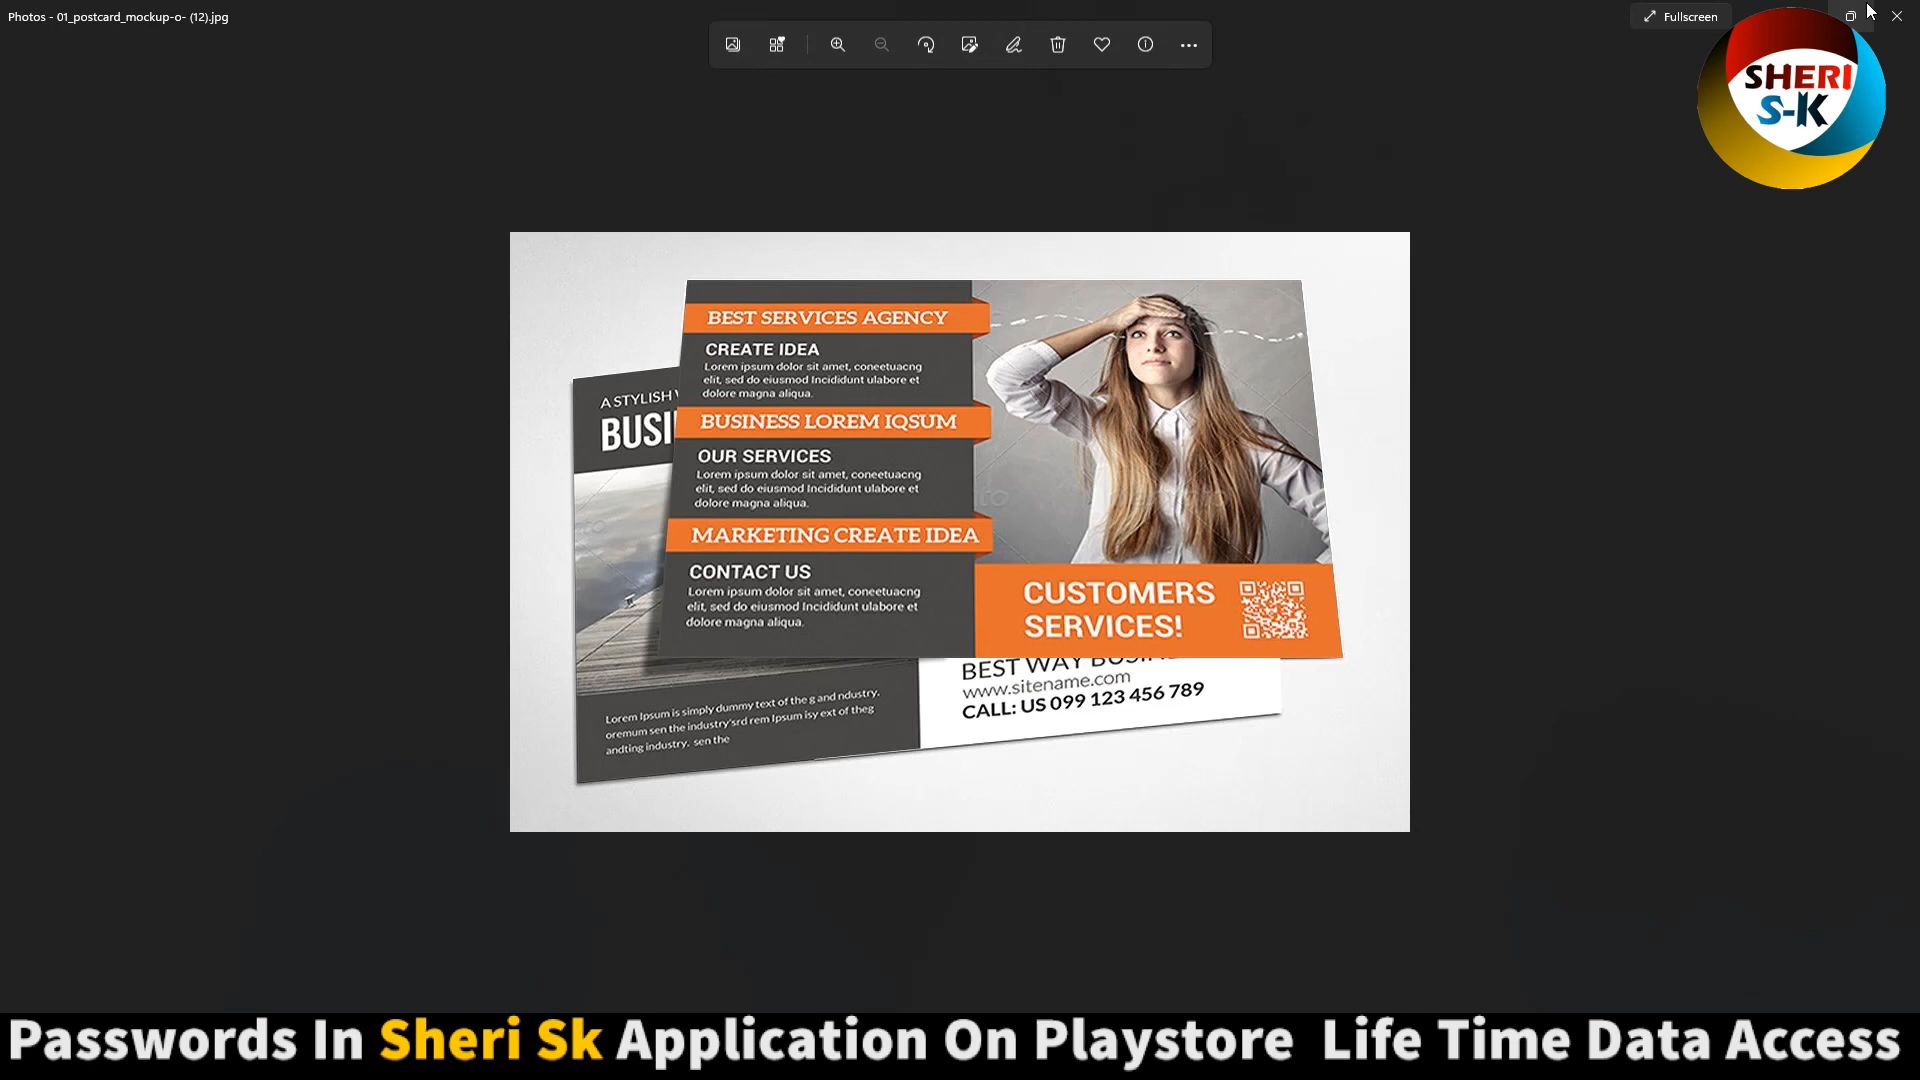 Photos - 01_postcard_mockup-o- (12).jpg
Fullscreen
SHERI
S-K
BEST SERVICES AGENCY
CREATE IDEA
Lorem ipsum dolor sit amet, coneetuacng
elit, sed do eiusmod Incididunt ulabore et
dolore magna aliqua.
BUSINESS LOREM IQSUM
OUR SERVICES
Lorem ipsum dolor sit amet, coneetuacng
elit, sed do eiusmod Incididunt ulabore et
dolore magna aliqua.
MARKETING CREATE IDEA
CONTACT US
Lorem ipsum dolor sit amet, coneetuacng
elit, sed do eiusmod Incididunt ulabore et
dolore magna aliqua.
CUSTOMERS
SERVICES!
A STYLISH
BUSI
Lorem Ipsum is simply dummy text of the g and ndustry.
oremum sen the industry'srd rem Ipsum isy ext of theg
andting industry, sen the
BEST WAY
www.sitename.com
CALL: US 099 123 456 789
Passwords In Sheri Sk Application On Playstore Life Time Data Access